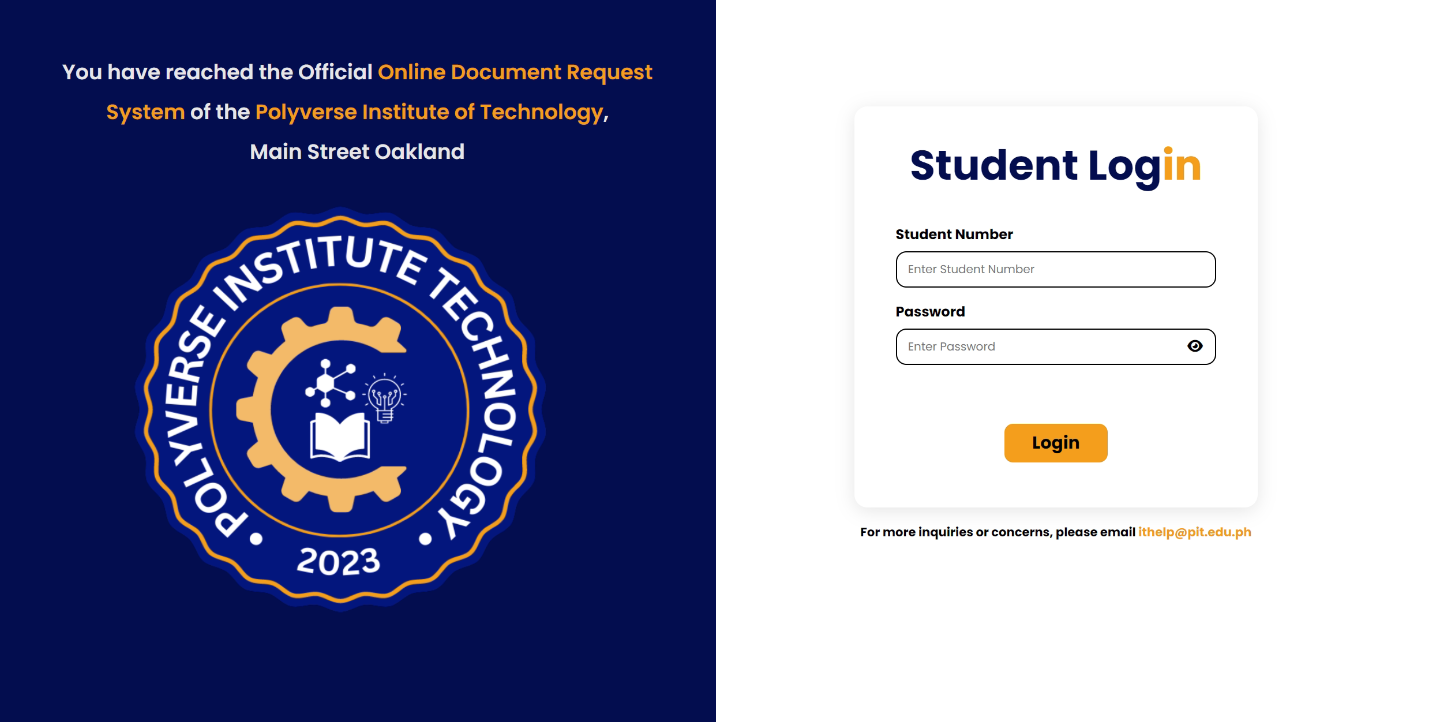 You have reached the Official Online Document Request
System of the Polyverse Institute of Technology,
Main Street Oakland
POLYVERSE INSTITUTE TECHNOLOGY
2023
Student Login
Student Number
Enter Student Number
Password
Enter Password
Login
For more inquiries or concerns, please email ithelp@pit.edu.ph